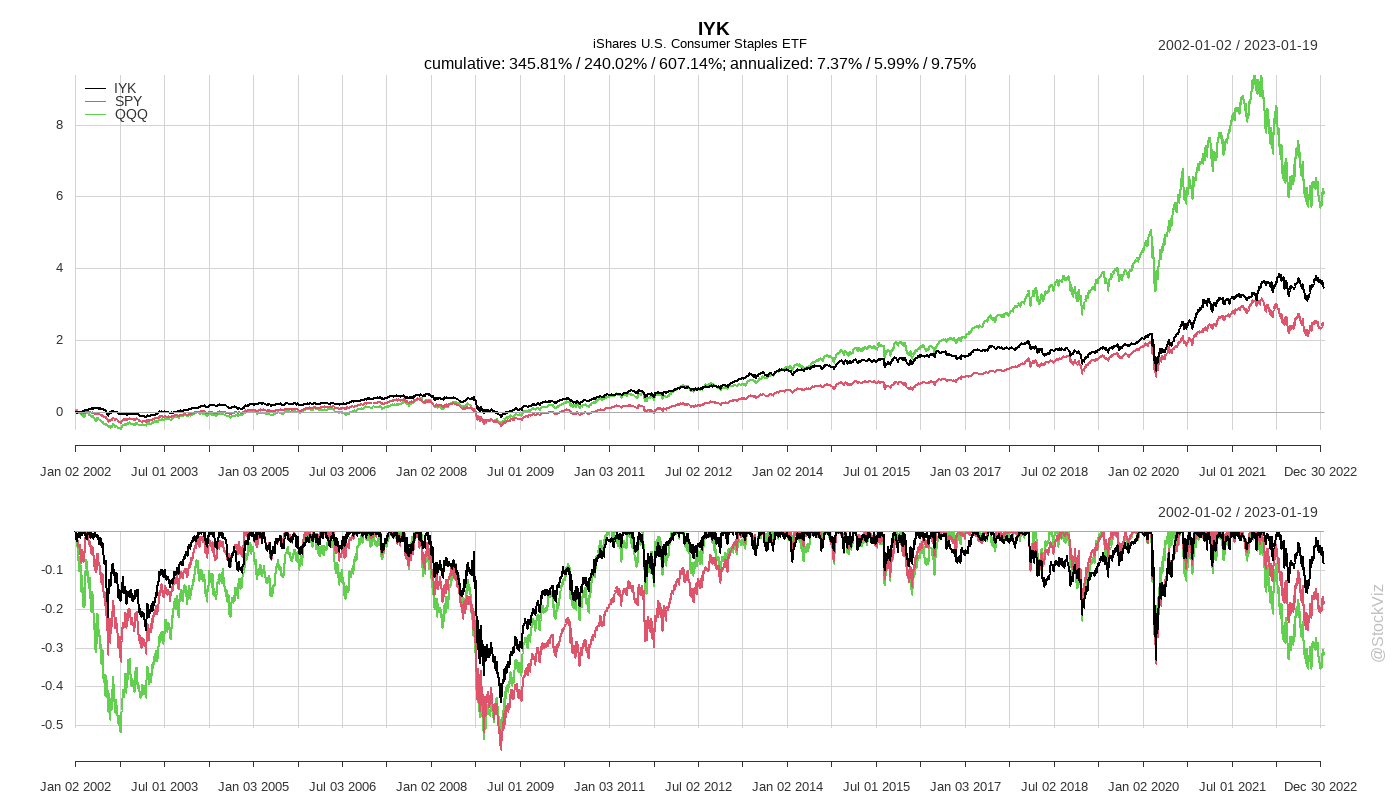 IYK
iShares U.S. Consumer Staples ETF
2002-01-02 / 2023-01-19
cumulative: 345.81% / 240.02% / 607.14%; annualized: 7.37% / 5.99% / 9.75%
IYK
SPY
QQQ
8
6
4
2
0
Jan 02 2002 Jul 01 2003 Jan 03 2005 Jul 03 2006 Jan 02 2008 Jul 01 2009 Jan 03 2011 Jul 02 2012 Jan 02 2014 Jul 01 2015 Jan 03 2017 Jul 02 2018 Jan 02 2020 Jul 01 2021 Dec 30 2022
2002-01-02 / 2023-01-19
-0.1
-0.2
-0.3
-0.4
-0.5
Jan 02 2002 Jul 01 2003 Jan 03 2005 Jul 03 2006 Jan 02 2008 Jul 01 2009 Jan 03 2011 Jul 02 2012 Jan 02 2014 Jul 01 2015 Jan 03 2017 Jul 02 2018 Jan 02 2020 Jul 01 2021 Dec 30 2022
@StockViz